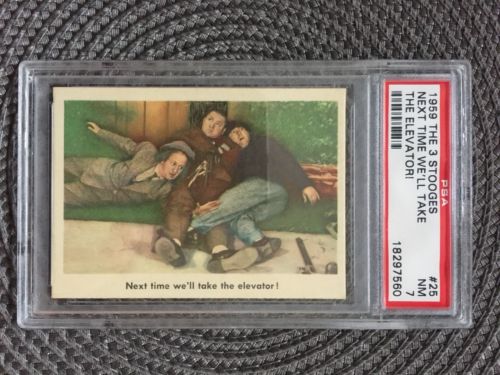 Next time we'll take the elevator!
1959 THE 3 STOOGES #25
NEXT TIME WE'LL TAKE NM
THE ELEVATOR! 7
PSA 18297560